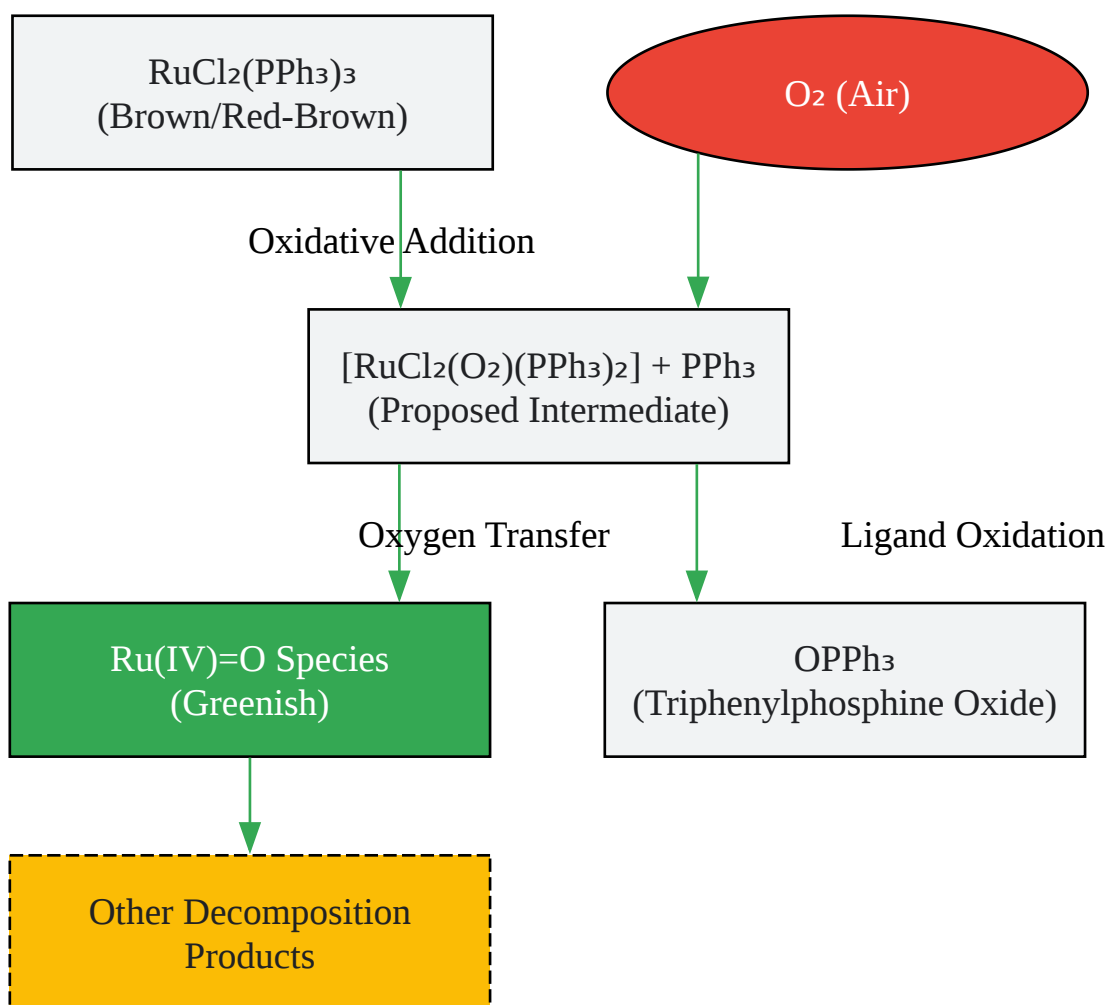 RuCl₂(PPh₃)₃
(Brown/Red-Brown)
O₂ (Air)
Oxidative Addition
[RuCl₂(O₂)(PPh₃)₂] + PPh₃
(Proposed Intermediate)
Oxygen Transfer
Ligand Oxidation
Ru(IV)=O Species
(Greenish)
OPPh₃
(Triphenylphosphine Oxide)
Other Decomposition
Products